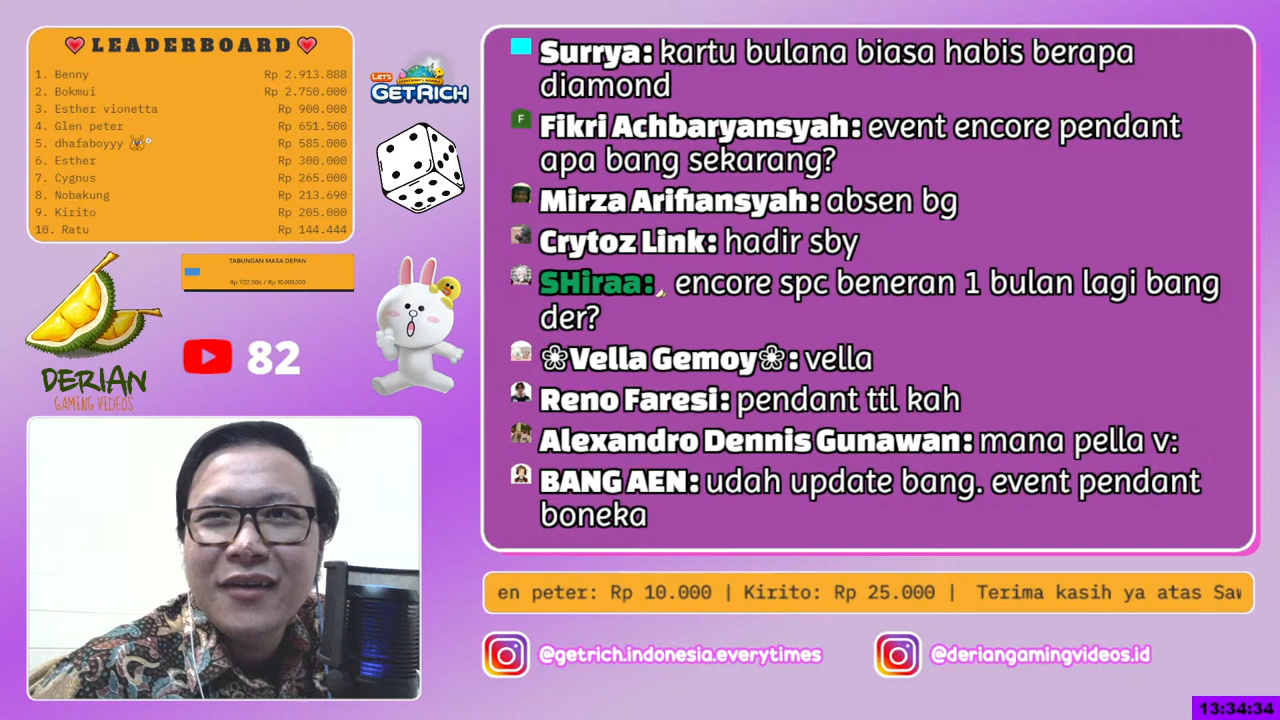 LEADERBOARD
1. Benny Rp 2.913.888
2. Bokmui Rp 2.750.000
3. Esther vionetta Rp 900.000
4. Glen peter Rp 651.500
5. dhafaboyyy Rp 585.000
6. Esther Rp 300.000
7. Cygnus Rp 265.000
8. Nobakung Rp 213.690
9. Kirito Rp 205.000
10. Ratu Rp 144.444
LET'S
GETRICH
TABUNGAN MASA DEPAN
DERIAN
GAMING VIDEOS
82
Surrya: kartu bulana biasa habis berapa
diamond
F
Fikri Achbaryansyah: event encore pendant
apa bang sekarang?
Mirza Arifiansyah: absen bg
Crytoz Link: hadir sby
SHiraa: encore spc beneran 1 bulan lagi bang
der?
❀Vella Gemoy❀: vella
Reno Faresi: pendant ttl kah
Alexandro Dennis Gunawan: mana pella v:
BANG AEN: udah update bang. event pendant
boneka
en peter: Rp 10.000 | Kirito: Rp 25.000 | Terima kasih ya atas Saw
@getrich.indonesia.everytimes
@deriangamingvideos.id
13:34:34